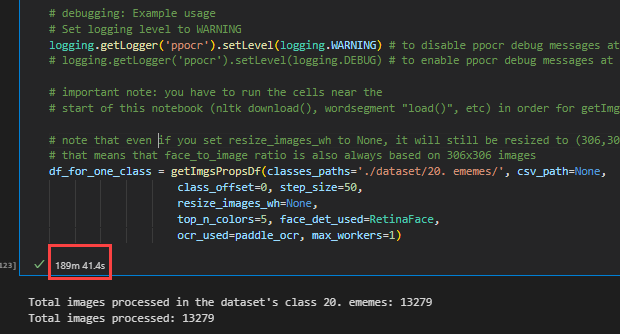 # debugging: Example usage
# Set logging level to WARNING
logging.getLogger('ppocr').setLevel(logging.WARNING) # to disable ppocr debug messages at
# logging.getLogger('ppocr').setLevel(logging.DEBUG) # to enable ppocr debug messages at
# important note: you have to run the cells near the
# start of this notebook (nltk download(), wordsegment "load()", etc) in order for getImg
# note that even if you set resize_images_wh to None, it will still be resized to (306,30
# that means that face_to_image ratio is also always based on 306x306 images
df_for_one_class = getImgsPropsDf(classes_paths='./dataset/20. ememes/', csv_path=None,
class_offset=0, step_size=50,
resize_images_wh=None,
top_n_colors=5, face_det_used=RetinaFace,
ocr_used=paddle_ocr, max_workers=1)
123] 189m 41.4s
Total images processed in the dataset's class 20. ememes: 13279
Total images processed: 13279